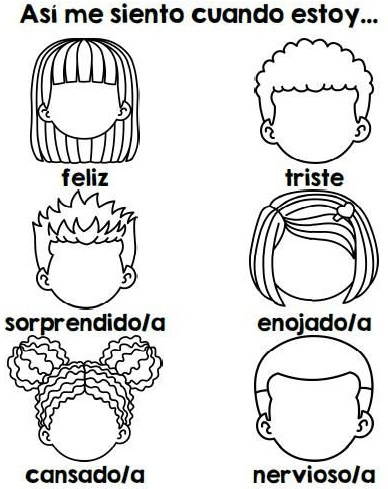 Así me siento cuando estoy...
feliz
triste
sorprendido/a
enojado/a
cansado/a
nervioso/a